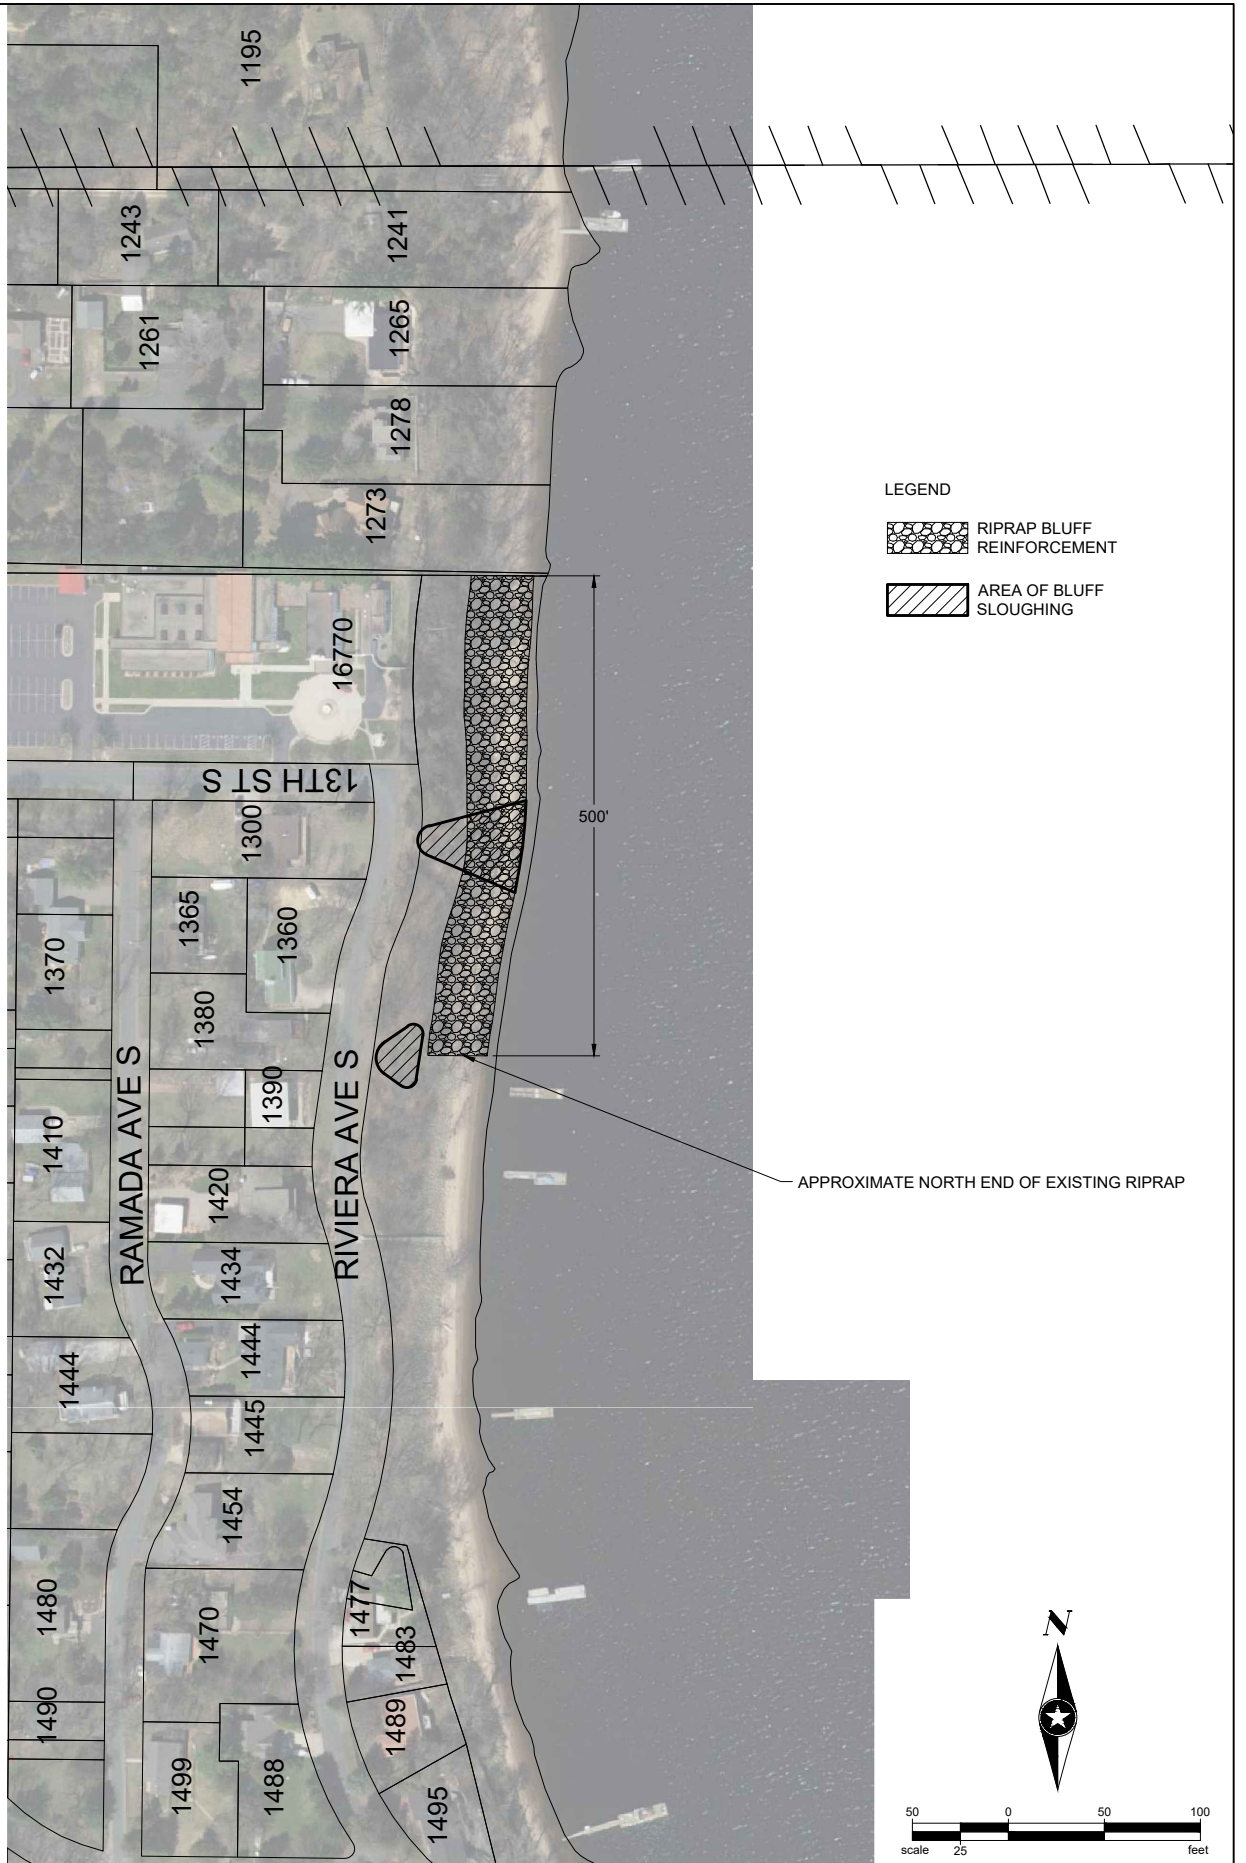 1195
1243
1241
1261
1265
1278
1273
LEGEND
RIPRAP BLUFF
REINFORCEMENT
AREA OF BLUFF
SLOUGHING
16770
13TH ST S
500'
1300
1365
1360
1370
1380
1390
RAMADA AVE S
RIVIERA AVE S
1410
1420
APPROXIMATE NORTH END OF EXISTING RIPRAP
1432
1434
1444
1444
1445
1454
1480
1470
1477
1483
1490
1489
1499
1488
1495
N
50 0 50 100
scale 25 feet